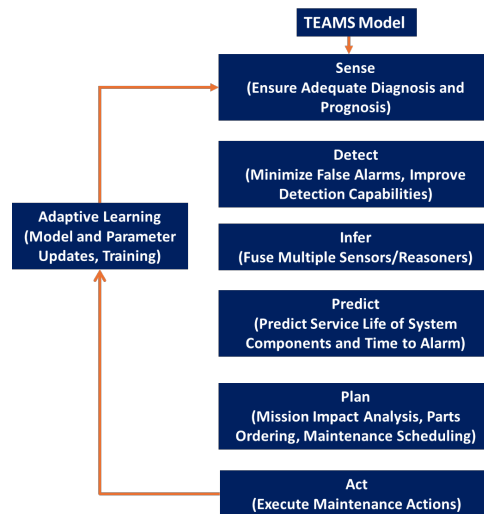 TEAMS Model
Sense
(Ensure Adequate Diagnosis and
Prognosis)
Detect
(Minimize False Alarms, Improve
Detection Capabilities)
Adaptive Learning
(Model and Parameter
Updates, Training)
Infer
(Fuse Multiple Sensors/Reasoners)
Predict
(Predict Service Life of System
Components and Time to Alarm)
Plan
(Mission Impact Analysis, Parts
Ordering, Maintenance Scheduling)
Act
(Execute Maintenance Actions)